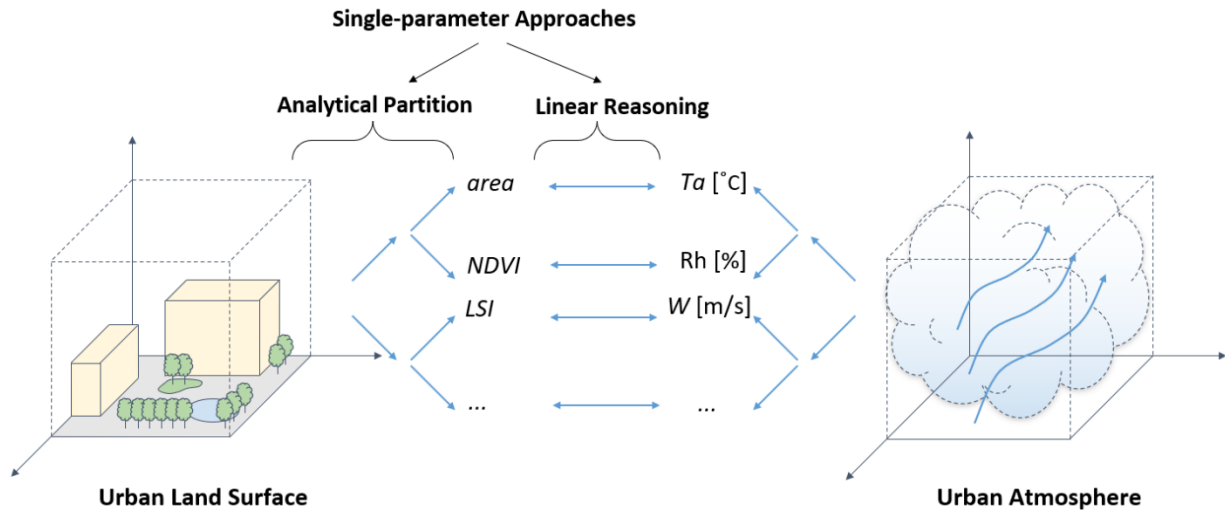 Single-parameter Approaches
Analytical Partition
Linear Reasoning
area
Ta [˚C]
NDVI
Rh [%]
LSI
W [m/s]
...
...
Urban Land Surface
Urban Atmosphere